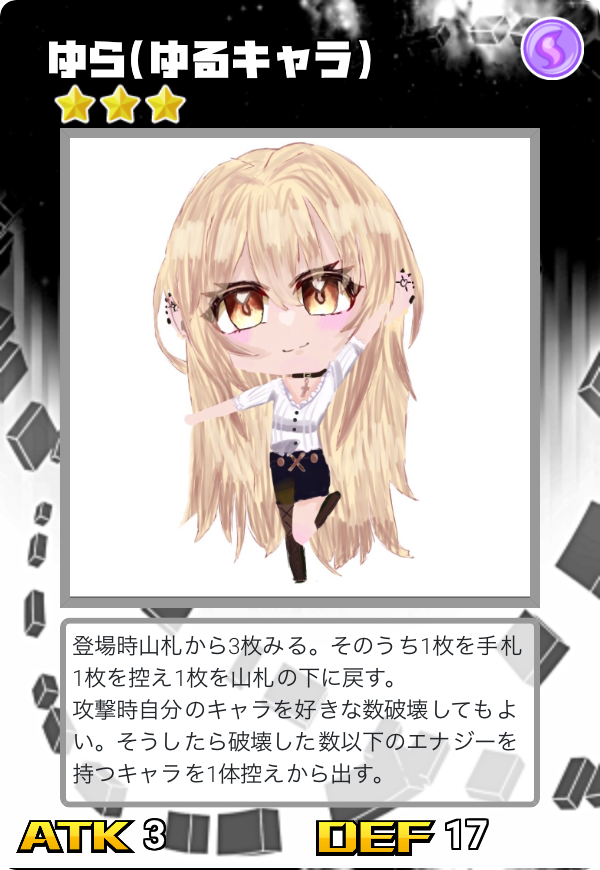 ゆら(ゆるキャラ)
登場時山札から3枚みる。そのうち1枚を手札
1枚を控え1枚を山札の下に戻す。
攻撃時自分のキャラを好きな数破壊してもよ
い。そうしたら破壊した数以下のエナジーを
持つキャラを1体控えから出す。
ATK 3 DEF 17